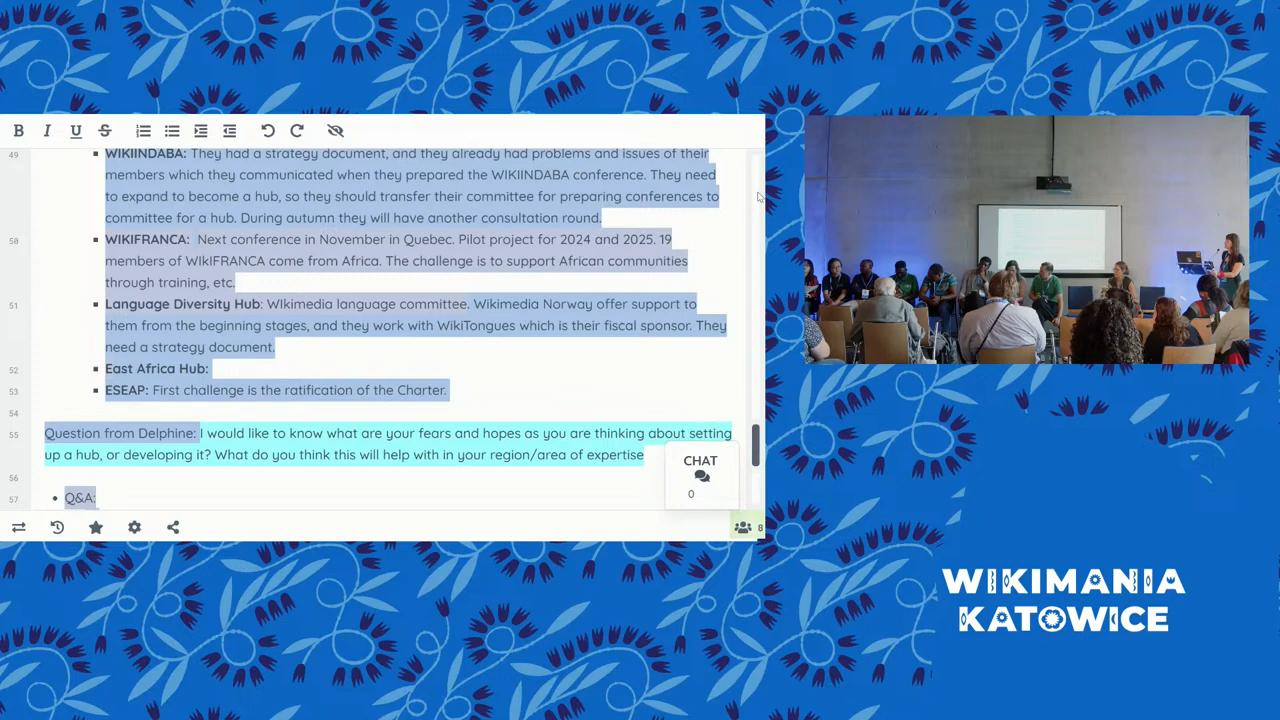 49 WIKIINDABA: They had a strategy document, and they already had problems and issues of their
members which they communicated when they prepared the WIKIINDABA conference. They need
to expand to become a hub, so they should transfer their committee for preparing conferences to
committee for a hub. During autumn they will have another consultation round.
50 WIKIFRANCA: Next conference in November in Quebec. Pilot project for 2024 and 2025. 19
members of WIkIFRANCA come from Africa. The challenge is to support African communities
through training, etc.
51 Language Diversity Hub: WIkimedia language committee. Wikimedia Norway offer support to
them from the beginning stages, and they work with WikiTongues which is their fiscal sponsor. They
need a strategy document.
52 East Africa Hub:
53 ESEAP: First challenge is the ratification of the Charter.
54
55 Question from Delphine: I would like to know what are your fears and hopes as you are thinking about setting
up a hub, or developing it? What do you think this will help with in your region/area of expertise
56
57 Q&A:
CHAT
0
8
WIKIMANIA
KATOWICE